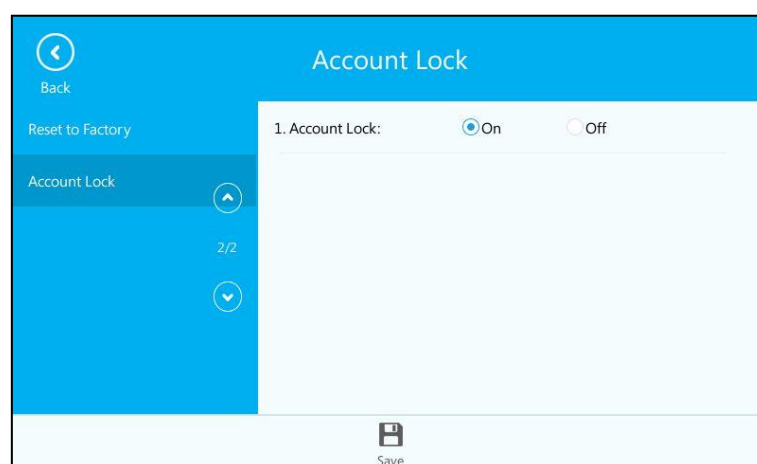 Account Lock
Back
Reset to Factory
1. Account Lock: On Off
Account Lock
2/2
Save